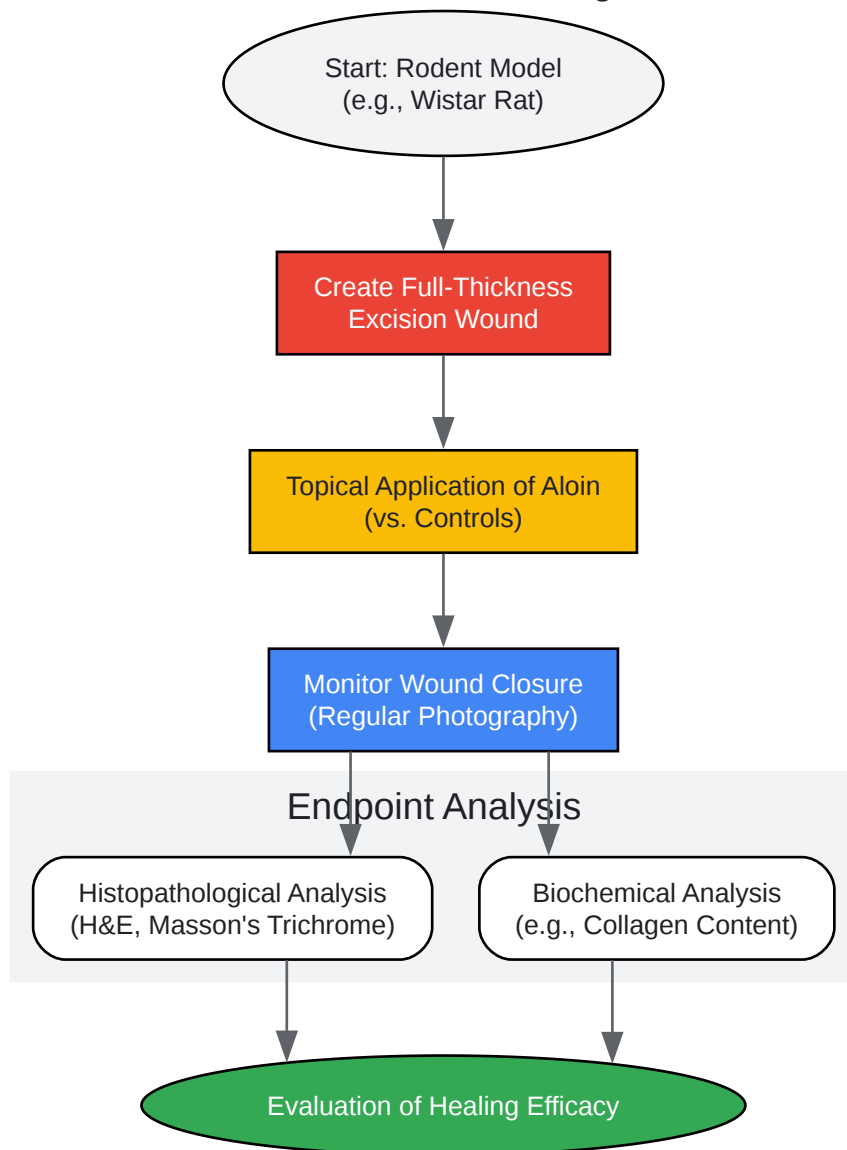 Start: Rodent Model
(e.g., Wistar Rat)
Create Full-Thickness
Excision Wound
Topical Application of Aloin
(vs. Controls)
Monitor Wound Closure
(Regular Photography)
Endpoint Analysis
Histopathological Analysis
(H&E, Masson's Trichrome)
Biochemical Analysis
(e.g., Collagen Content)
Evaluation of Healing Efficacy